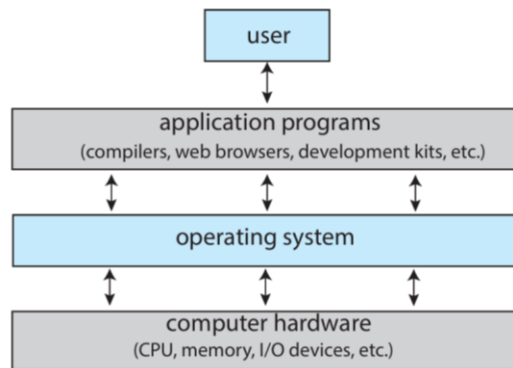 user
application programs
(compilers, web browsers, development kits, etc.)
operating system
computer hardware
(CPU, memory, I/O devices, etc.)